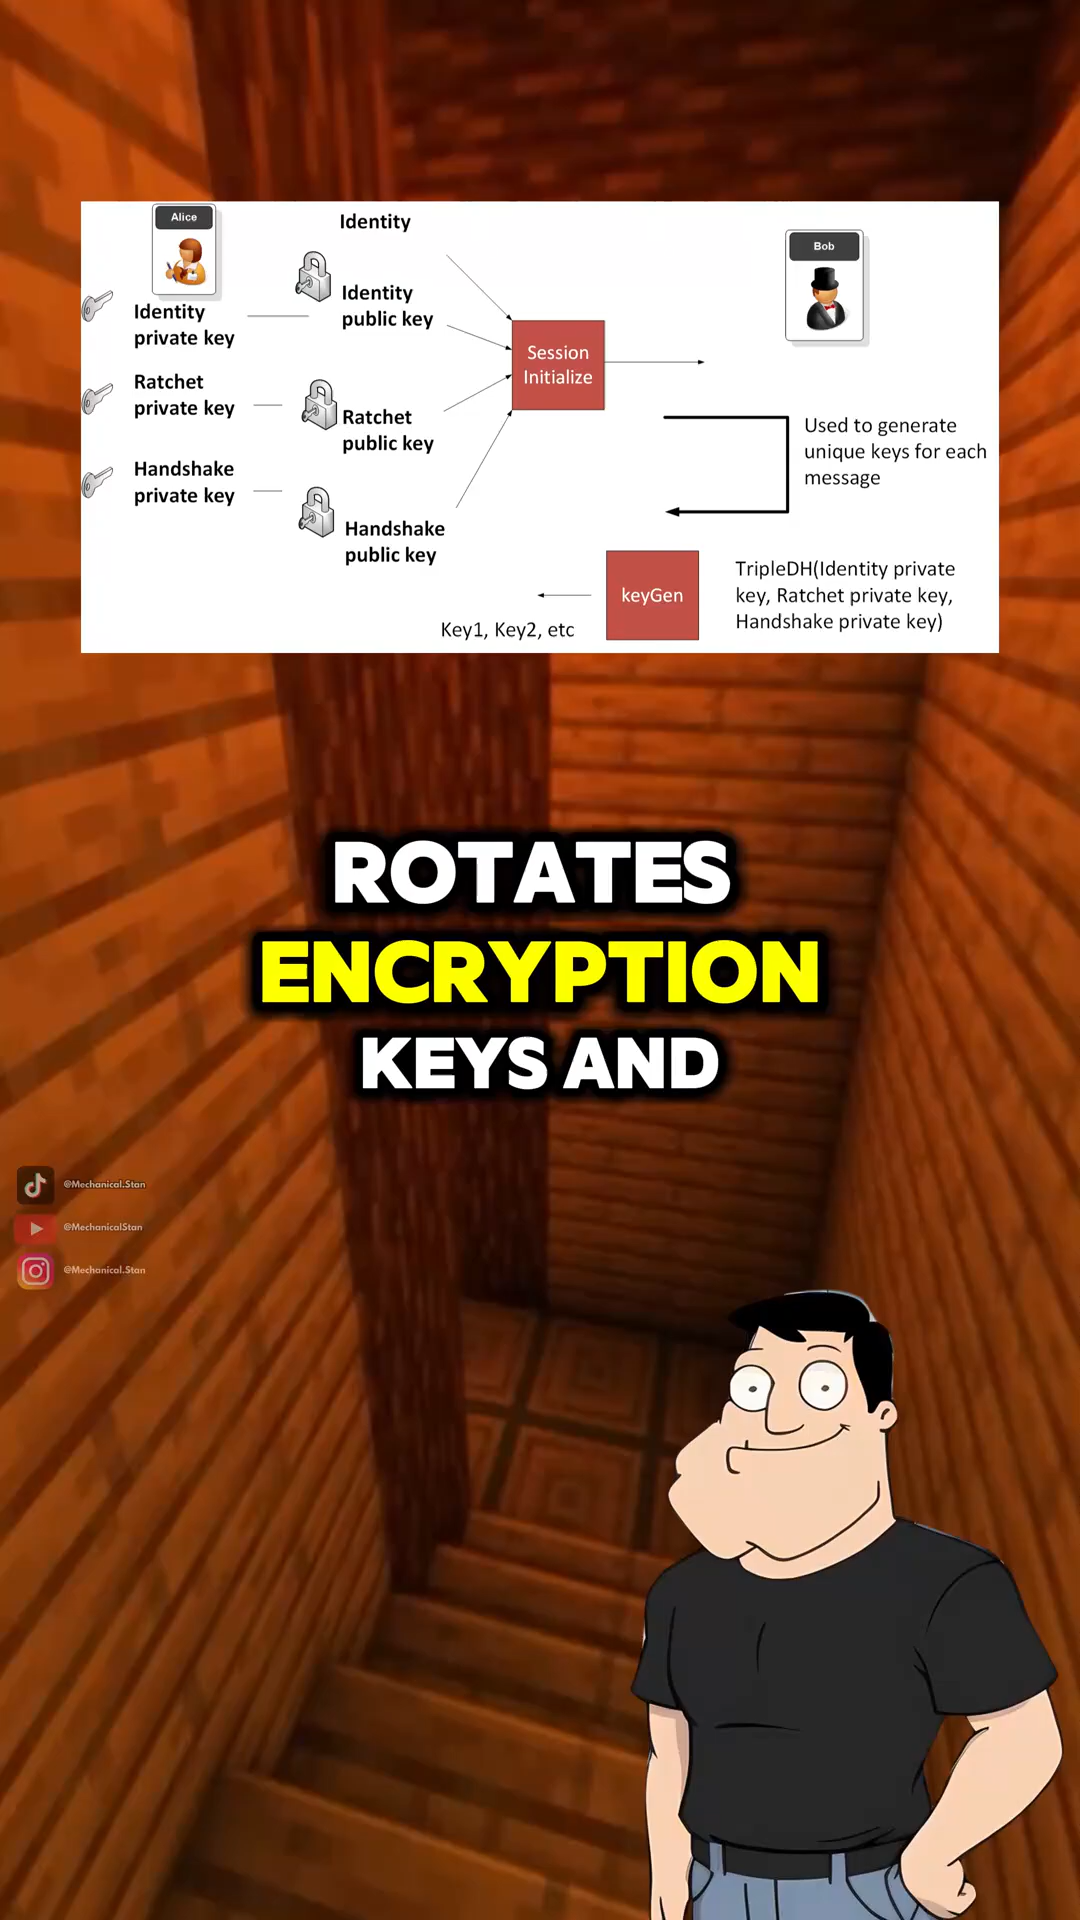 Alice
Identity
Bob
Identity
public key
Identity
private key
Session
Initialize
Ratchet
private key
Ratchet
public key
Used to generate
unique keys for each
message
Handshake
private key
Handshake
public key
keyGen
TripleDH(Identity private
key, Ratchet private key,
Handshake private key)
Key1, Key2, etc
ROTATES
ENCRYPTION
KEYS AND
@Mechanical.Stan
@MechanicalStan
@Mechanical.Stan